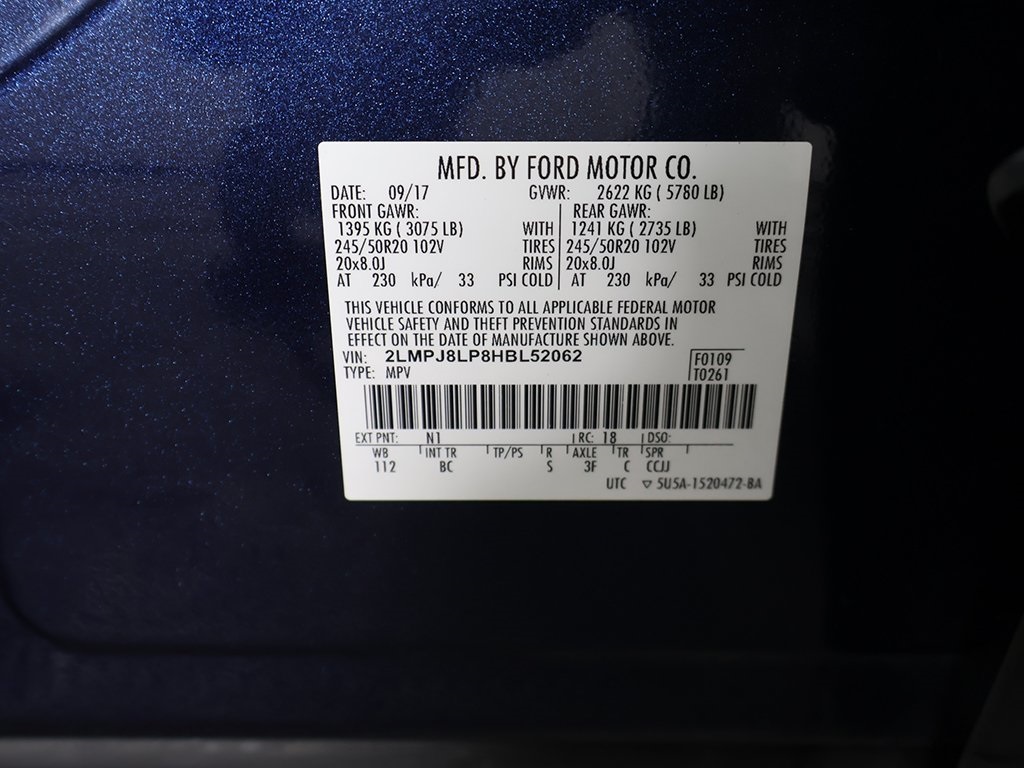 MFD. BY FORD MOTOR CO.
DATE: 09/17 GVWR: 2622 KG ( 5780 LB)
FRONT GAWR: REAR GAWR:
1395 KG ( 3075 LB) WITH 1241 KG ( 2735 LB) WITH
245/50R20 102V TIRES 245/50R20 102V TIRES
20x8.0J RIMS 20x8.0J RIMS
AT 230 kPa/ 33 PSI COLD AT 230 kPa/ 33 PSI COLD
THIS VEHICLE CONFORMS TO ALL APPLICABLE FEDERAL MOTOR
VEHICLE SAFETY AND THEFT PREVENTION STANDARDS IN
EFFECT ON THE DATE OF MANUFACTURE SHOWN ABOVE.
VIN: 2LMPJ8LP8HBL52062 F0109
TYPE: MPV T0261
EXT PNT: N1 RC: 18 DSO:
WB INT TR TP/PS R AXLE TR SPR
112 BC S 3F C CCJJ
UTC ▽ 5U5A-1520472-BA